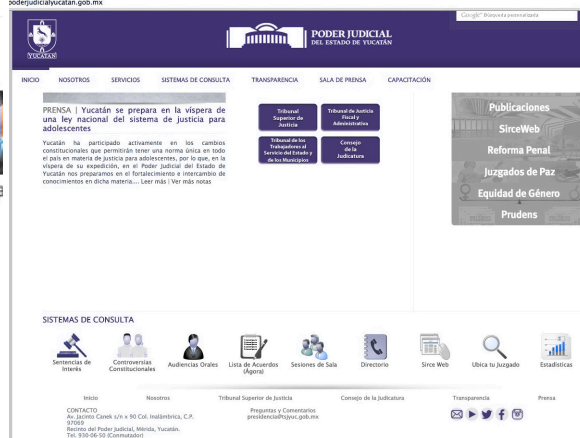 poderjudicialyucatan.gob.mx
Google™ Búsqueda personalizada
YUCATÁN
PODER JUDICIAL
DEL ESTADO DE YUCATÁN
INICIO NOSOTROS SERVICIOS SISTEMAS DE CONSULTA TRANSPARENCIA SALA DE PRENSA CAPACITACIÓN
PRENSA | Yucatán se prepara en la víspera de
una ley nacional del sistema de justicia para
adolescentes
Yucatán ha participado activamente en los cambios
constitucionales que permitirán tener una norma única en todo
el país en materia de justicia para adolescentes, por lo que, en la
víspera de su expedición, en el Poder Judicial del Estado de
Yucatán nos preparamos en el fortalecimiento e intercambio de
conocimientos en dicha materia.... Leer más | Ver más notas
Tribunal
Superior de
Justicia
Tribunal de Justicia
Fiscal y
Administrativa
Tribunal de los
Trabajadores al
Servicio del Estado y
de los Municipios
Consejo
de la
Judicatura
Publicaciones
SirceWeb
Reforma Penal
Juzgados de Paz
Equidad de Género
Prudens
SISTEMAS DE CONSULTA
Sentencias de
Interés
Controversias
Constitucionales
Audiencias Orales
Lista de Acuerdos
(Ágora)
Sesiones de Sala
Directorio
Sirce Web
Ubica tu Juzgado
Estadísticas
Inicio Nosotros Tribunal Superior de Justicia Consejo de la Judicatura Transparencia Prensa
CONTACTO
Av. Jacinto Canek s/n x 90 Col. Inalámbrica, C.P.
97069
Recinto del Poder Judicial, Mérida, Yucatán.
Tel. 930-06-50 (Conmutador)
Preguntas y Comentarios
presidencia@tsjyuc.gob.mx